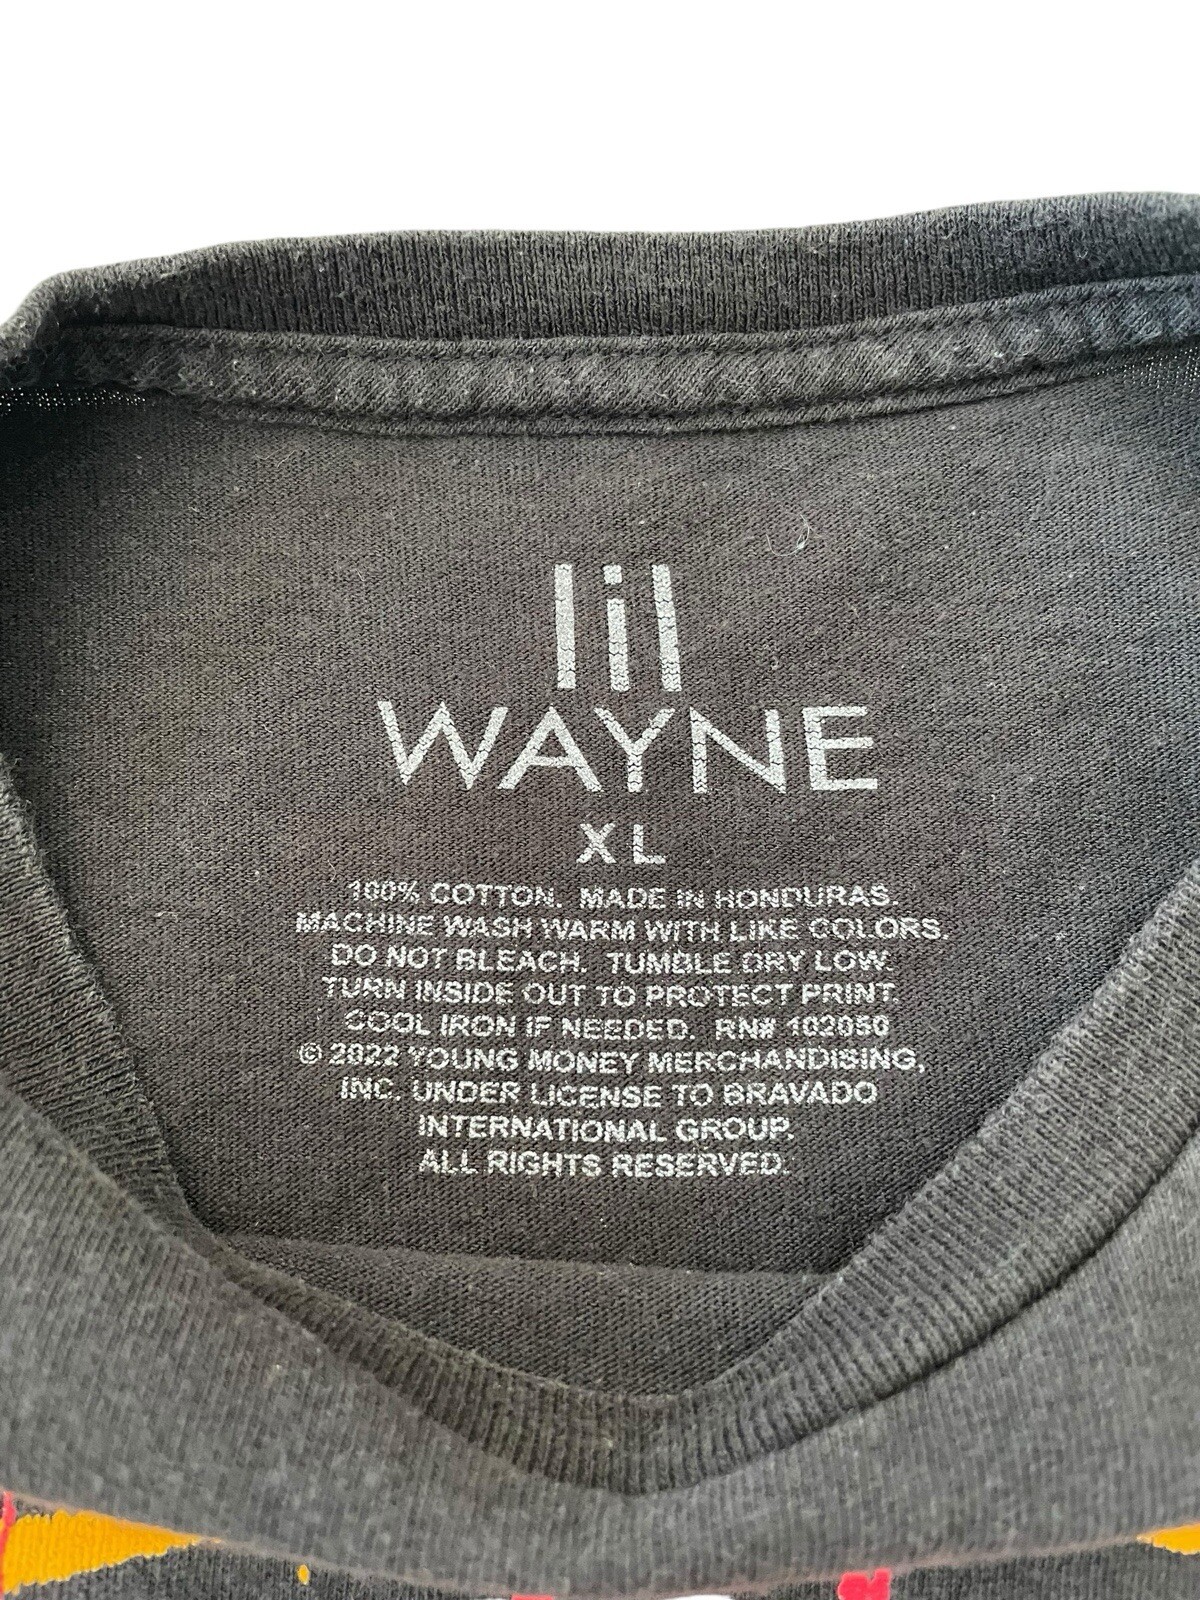 lil
WAYNE
XL
100% COTTON. MADE IN HONDURAS.
MACHINE WASH WARM WITH LIKE COLORS.
DO NOT BLEACH. TUMBLE DRY LOW.
TURN INSIDE OUT TO PROTECT PRINT.
COOL IRON IF NEEDED. RN# 102050
© 2022 YOUNG MONEY MERCHANDISING,
INC. UNDER LICENSE TO BRAVADO
INTERNATIONAL GROUP.
ALL RIGHTS RESERVED.